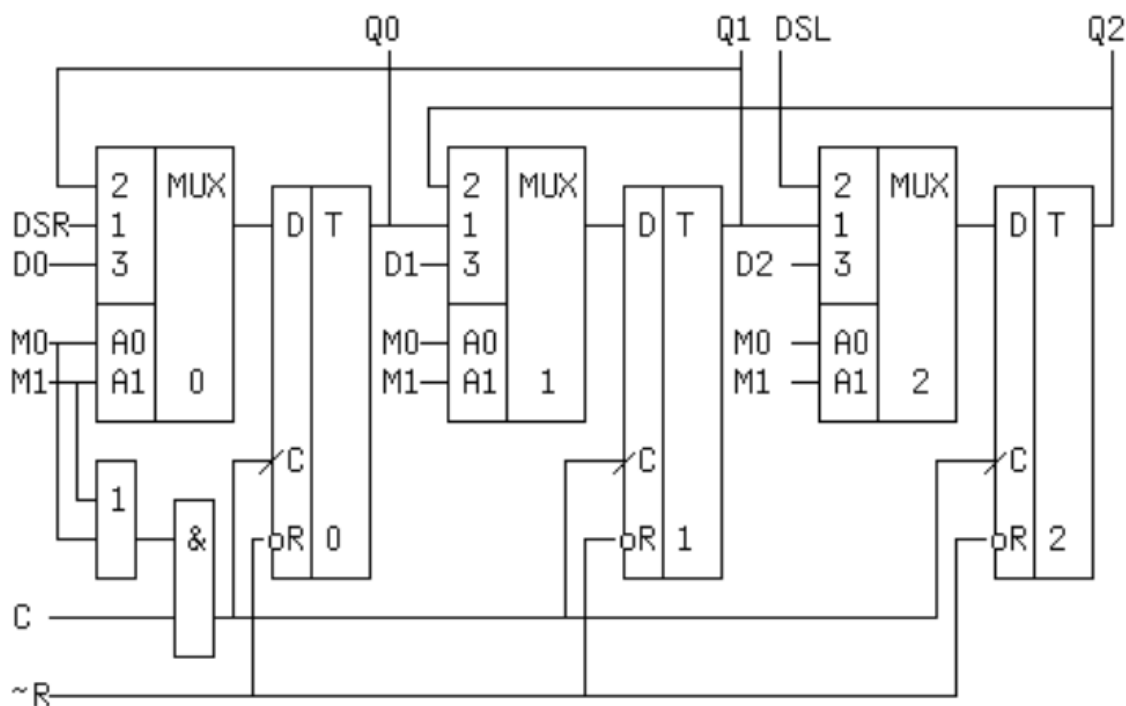 Q0 Q1 DSL Q2
2 MUX 2 MUX 2 MUX
DSR 1 D T 1 D T 1 D T
D0 3 D1 3 D2 3
M0 A0 M0 A0 M0 A0
M1 A1 0 M1 A1 1 M1 A1 2
C C C
1
& R 0 R 1 R 2
C
~R